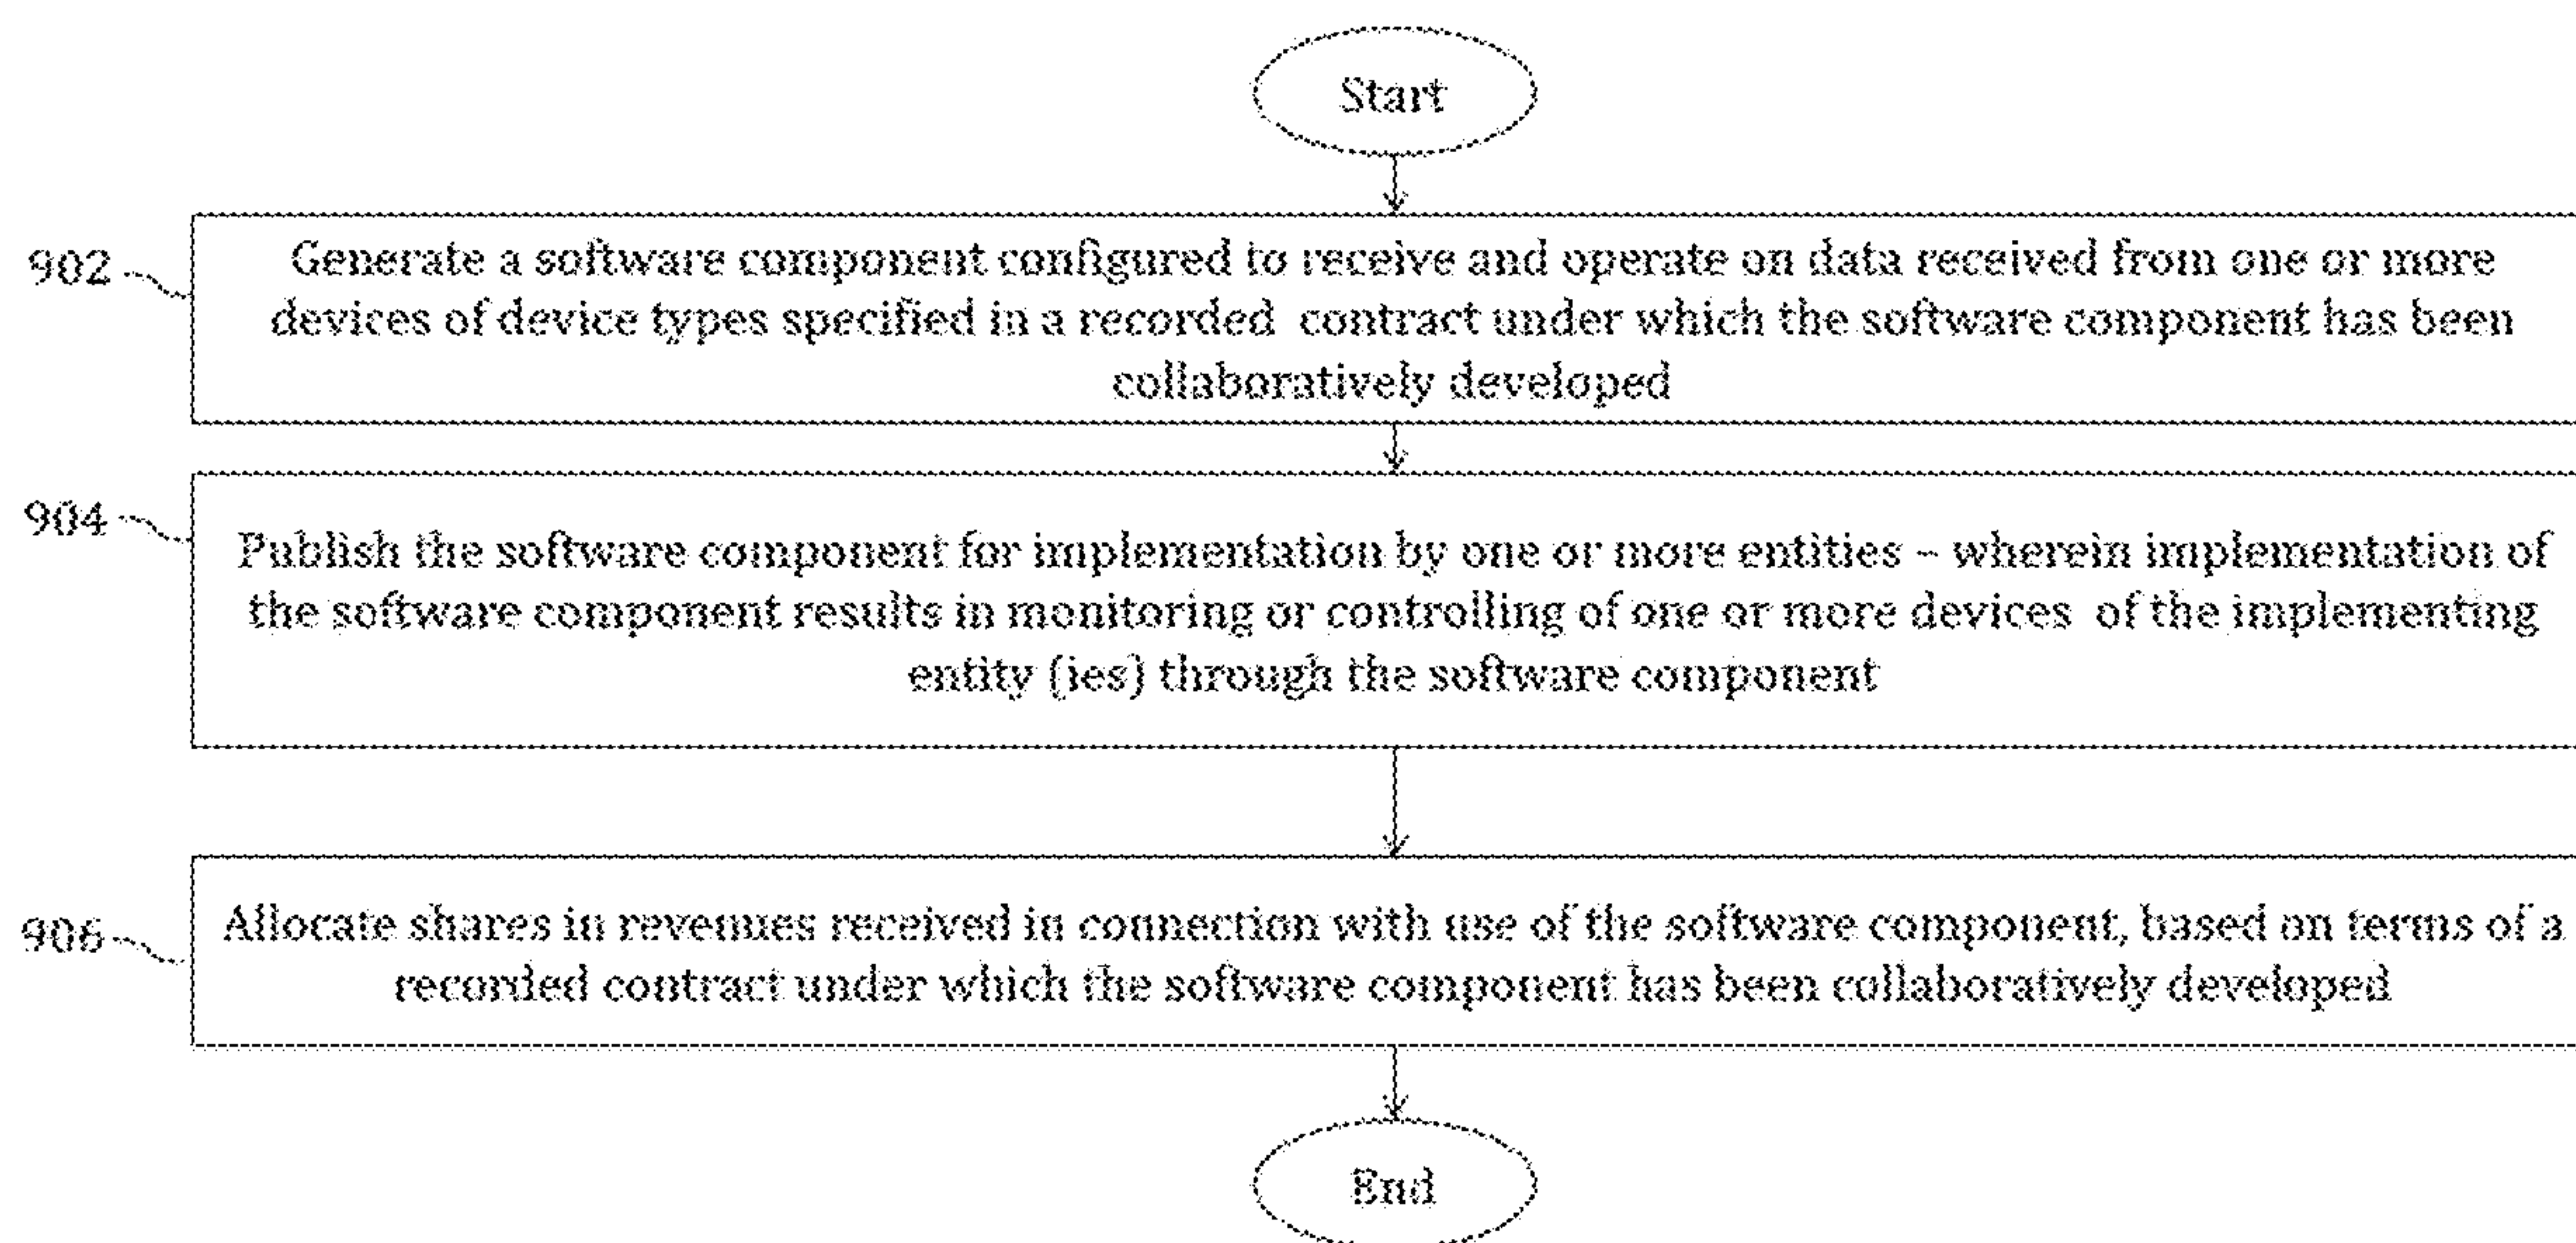 Start
902
Generate a software component configured to receive and operate on data received from one or more
devices of device types specified in a recorded contract under which the software component has been
collaboratively developed
904
Publish the software component for implementation by one or more entities – wherein implementation of
the software component results in monitoring or controlling of one or more devices of the implementing
entity (ies) through the software component
906
Allocate shares in revenues received in connection with use of the software component, based on terms of a
recorded contract under which the software component has been collaboratively developed
End